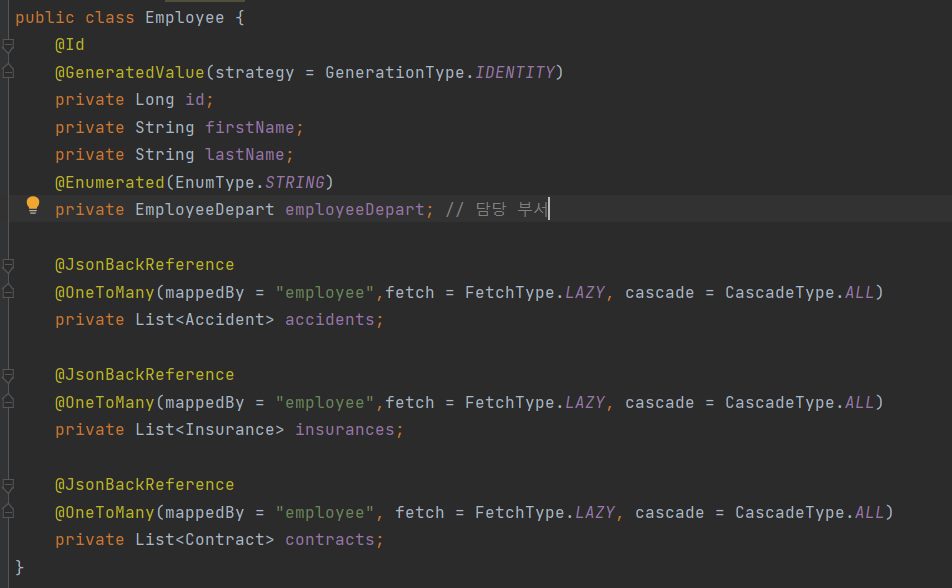 public class Employee {
@Id
@GeneratedValue(strategy = GenerationType.IDENTITY)
private Long id;
private String firstName;
private String lastName;
@Enumerated(EnumType.STRING)
private EmployeeDepart employeeDepart; // 담당 부서
@JsonBackReference
@OneToMany(mappedBy = "employee",fetch = FetchType.LAZY, cascade = CascadeType.ALL)
private List<Accident> accidents;
@JsonBackReference
@OneToMany(mappedBy = "employee",fetch = FetchType.LAZY, cascade = CascadeType.ALL)
private List<Insurance> insurances;
@JsonBackReference
@OneToMany(mappedBy = "employee", fetch = FetchType.LAZY, cascade = CascadeType.ALL)
private List<Contract> contracts;
}